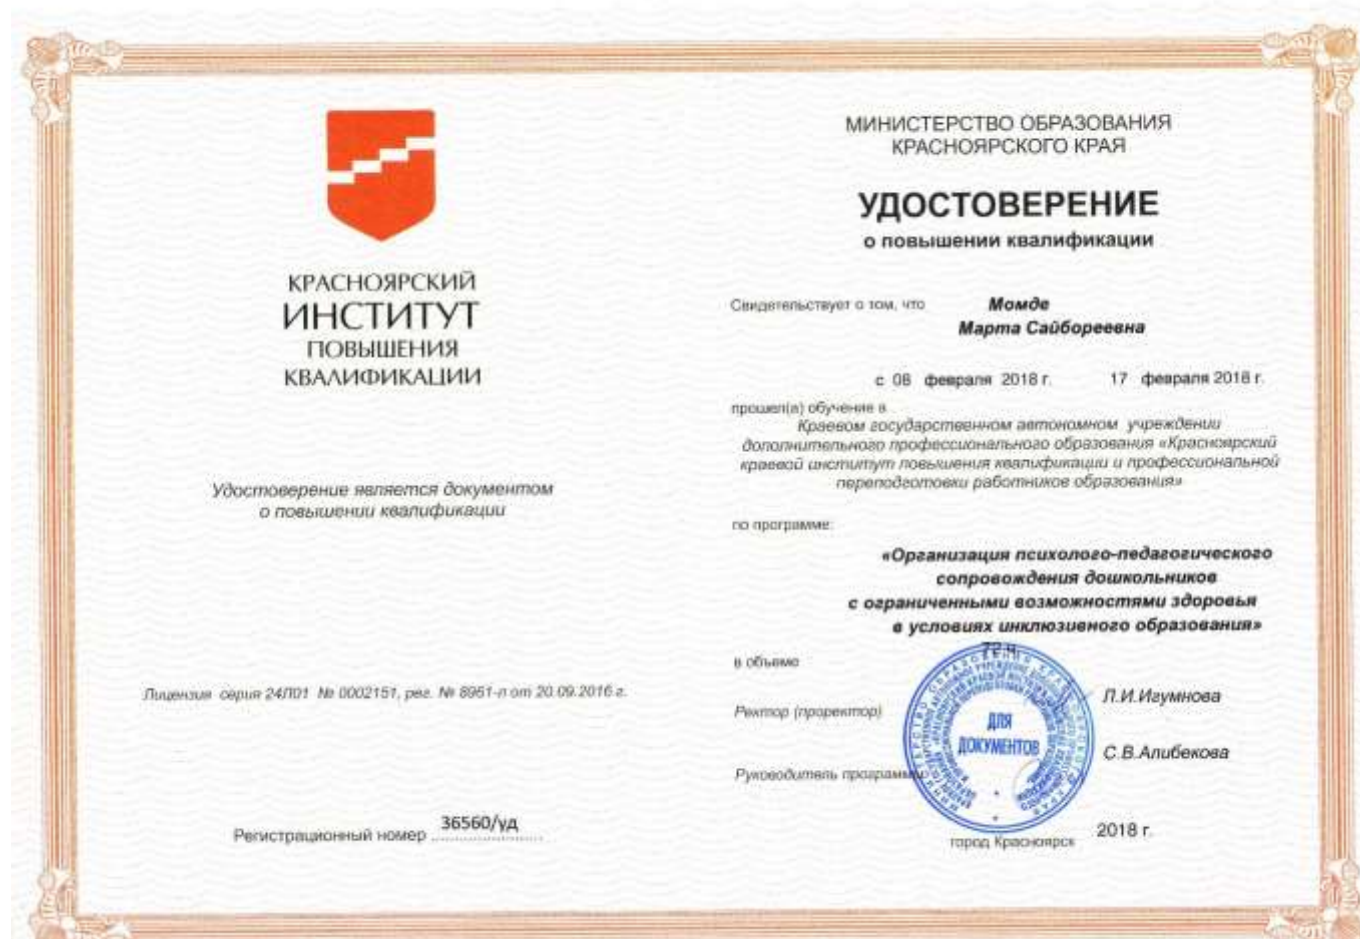 КРАСНОЯРСКИЙ
ИНСТИТУТ
ПОВЫШЕНИЯ
КВАЛИФИКАЦИИ
Удостоверение является документом
о повышении квалификации
Лицензия серия 24Л01 № 0002151, рег. № 8951-л от 20.09.2016 г.
Регистрационный номер 36560/уд
МИНИСТЕРСТВО ОБРАЗОВАНИЯ
КРАСНОЯРСКОГО КРАЯ
УДОСТОВЕРЕНИЕ
о повышении квалификации
Свидетельствует о том, что Момде
Марта Сайбореевна
с 08 февраля 2018 г. 17 февраля 2018 г.
прошел(а) обучение в
Краевом государственном автономном учреждении
дополнительного профессионального образования «Красноярский
краевой институт повышения квалификации и профессиональной
переподготовки работников образования»
по программе:
«Организация психолого-педагогического
сопровождения дошкольников
с ограниченными возможностями здоровья
в условиях инклюзивного образования»
72 ч.
в объеме
Ректор (проректор) Л.И.Игумнова
ДЛЯ
ДОКУМЕНТОВ
С.В.Алибекова
Руководитель программы
город Красноярск 2018 г.